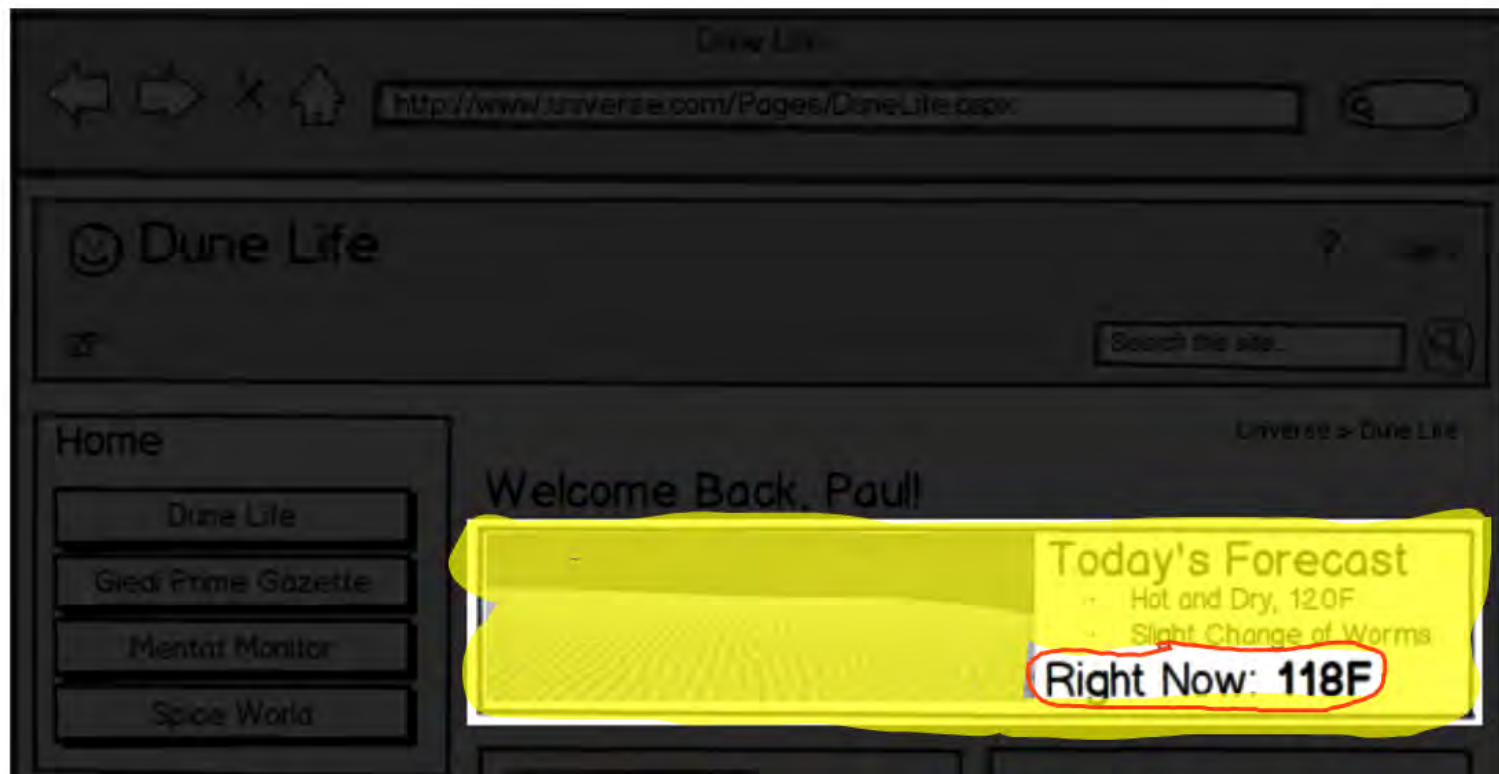 Dune Life
http://www.universe.com/Pages/DuneLife.aspx
Dune Life
?
Search this site...
Home
Universe > Dune Life
Welcome Back, Paul!
Dune Life
Giedi Prime Gazette
Mentat Monitor
Spice World
Today's Forecast
Hot and Dry, 120F
Slight Change of Worms
Right Now: 118F